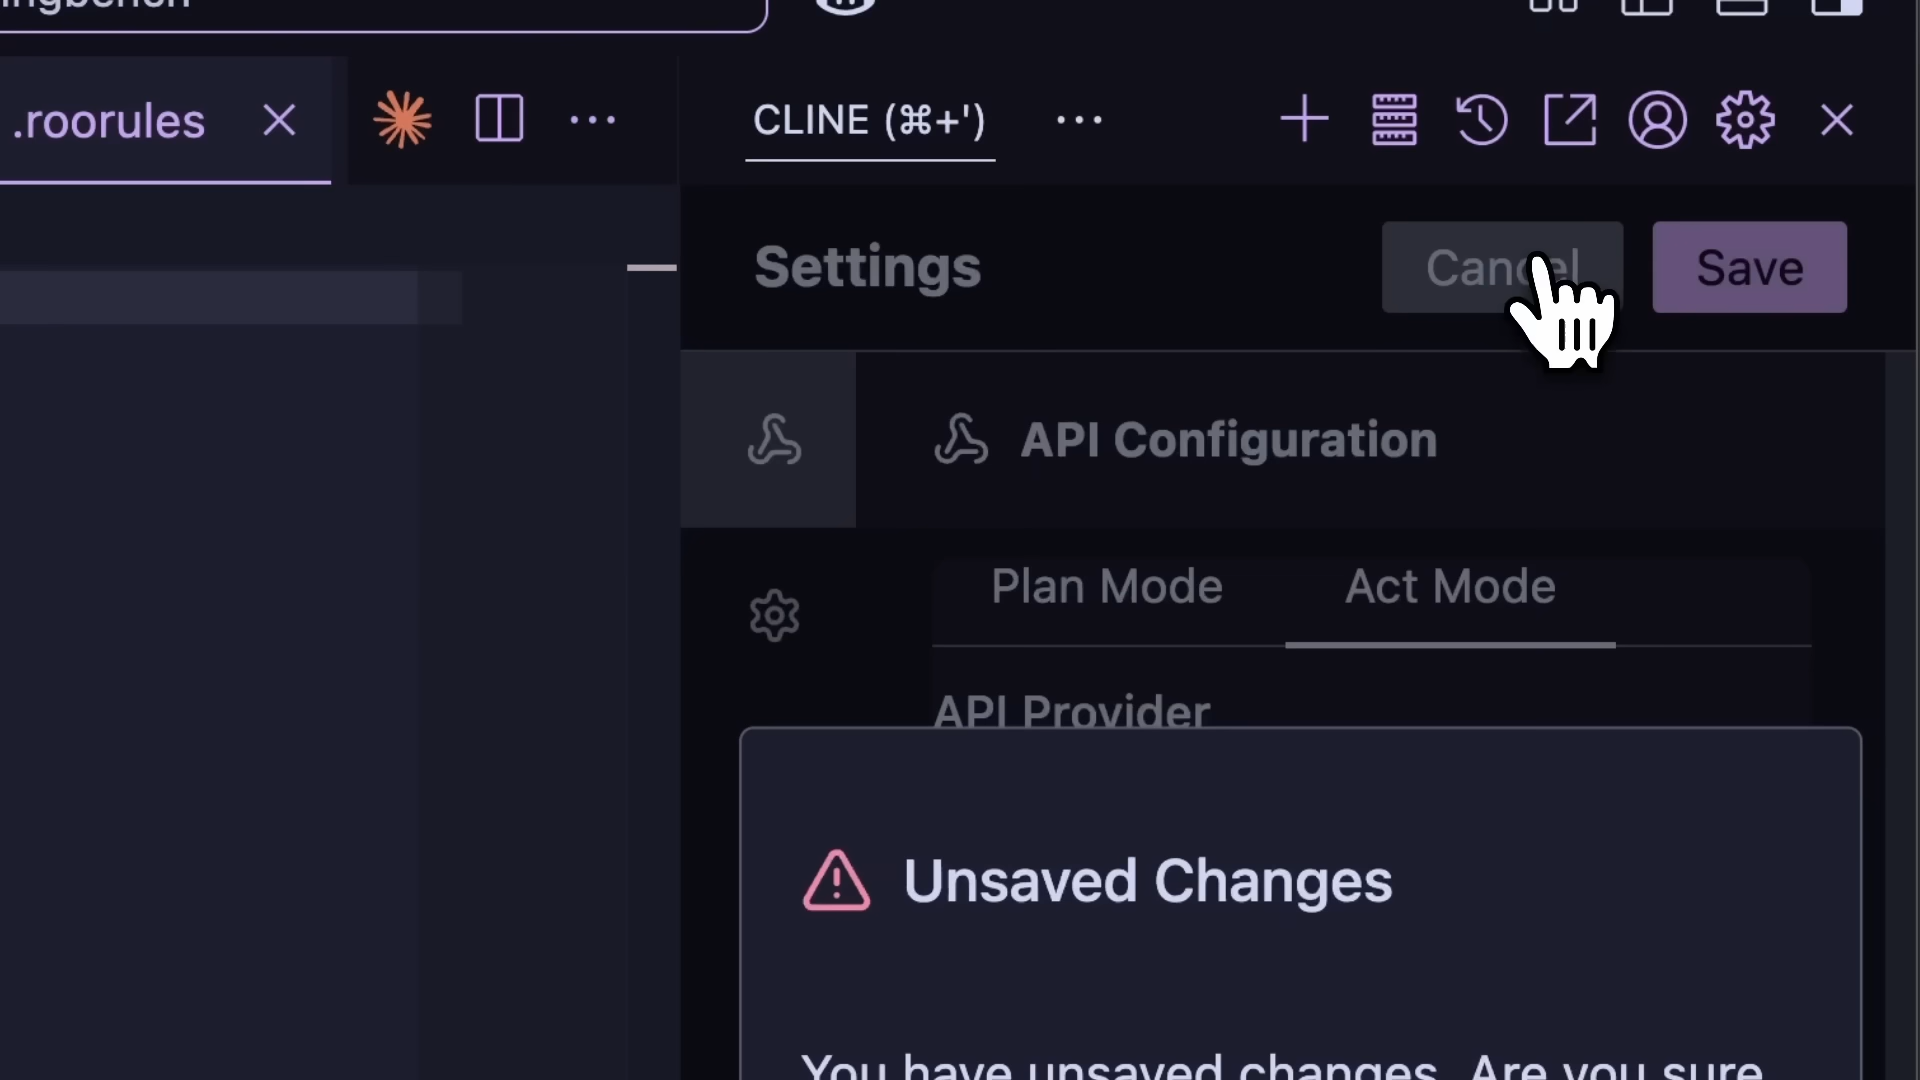 .roorules
CLINE (⌘+')
Settings
Save
API Configuration
Plan Mode
Act Mode
API Provider
Unsaved Changes
You have unsaved changes. Are you sure